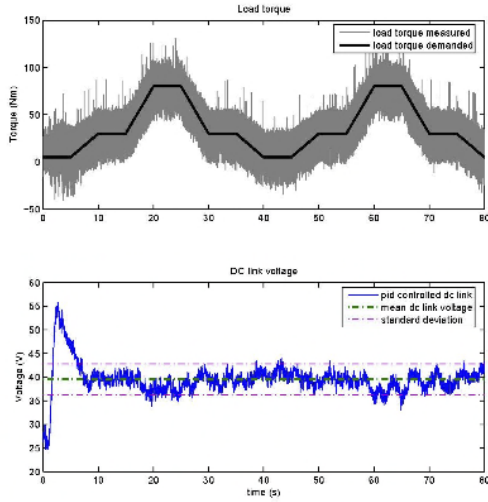 Load torque
150
100
50
0
−50
Torque (Nm)
load torque measured
load torque demanded
0 10 20 30 40 50 60 70 80
DC link voltage
60
55
50
45
40
35
30
25
20
Voltage (V)
pid controlled dc link
mean dc link voltage
standard deviation
0 10 20 30 40 50 60 70 80
time (s)